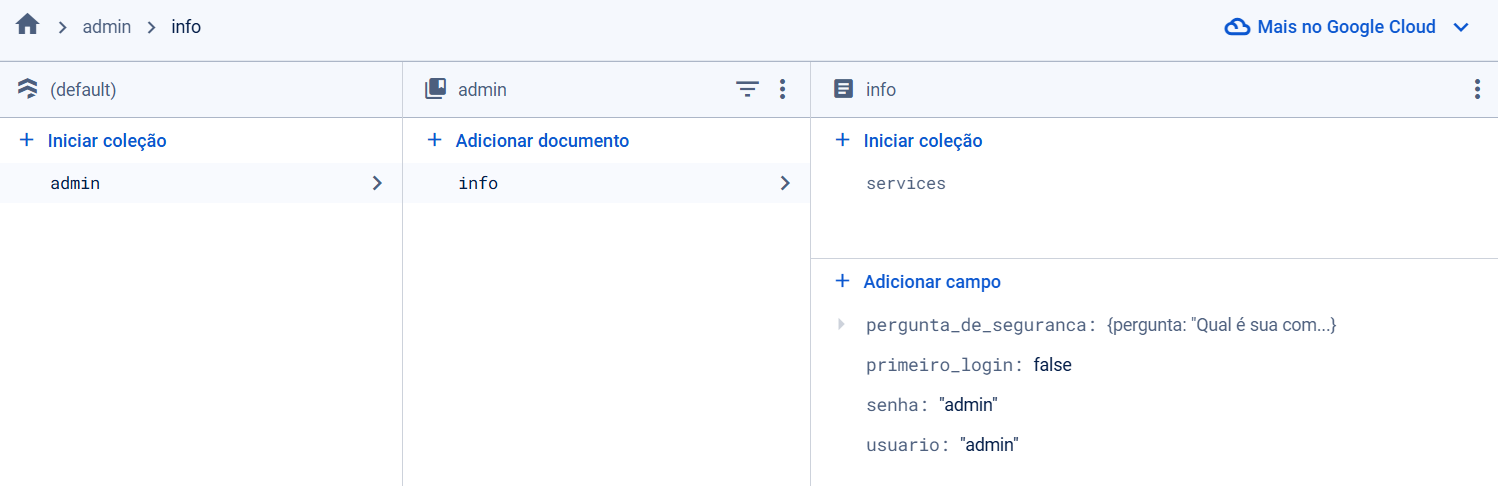 admin info
Mais no Google Cloud
(default)
admin
info
Iniciar coleção
Adicionar documento
Iniciar coleção
admin
info
services
Adicionar campo
pergunta_de_seguranca: {pergunta: "Qual é sua com...}
primeiro_login: false
senha: "admin"
usuario: "admin"